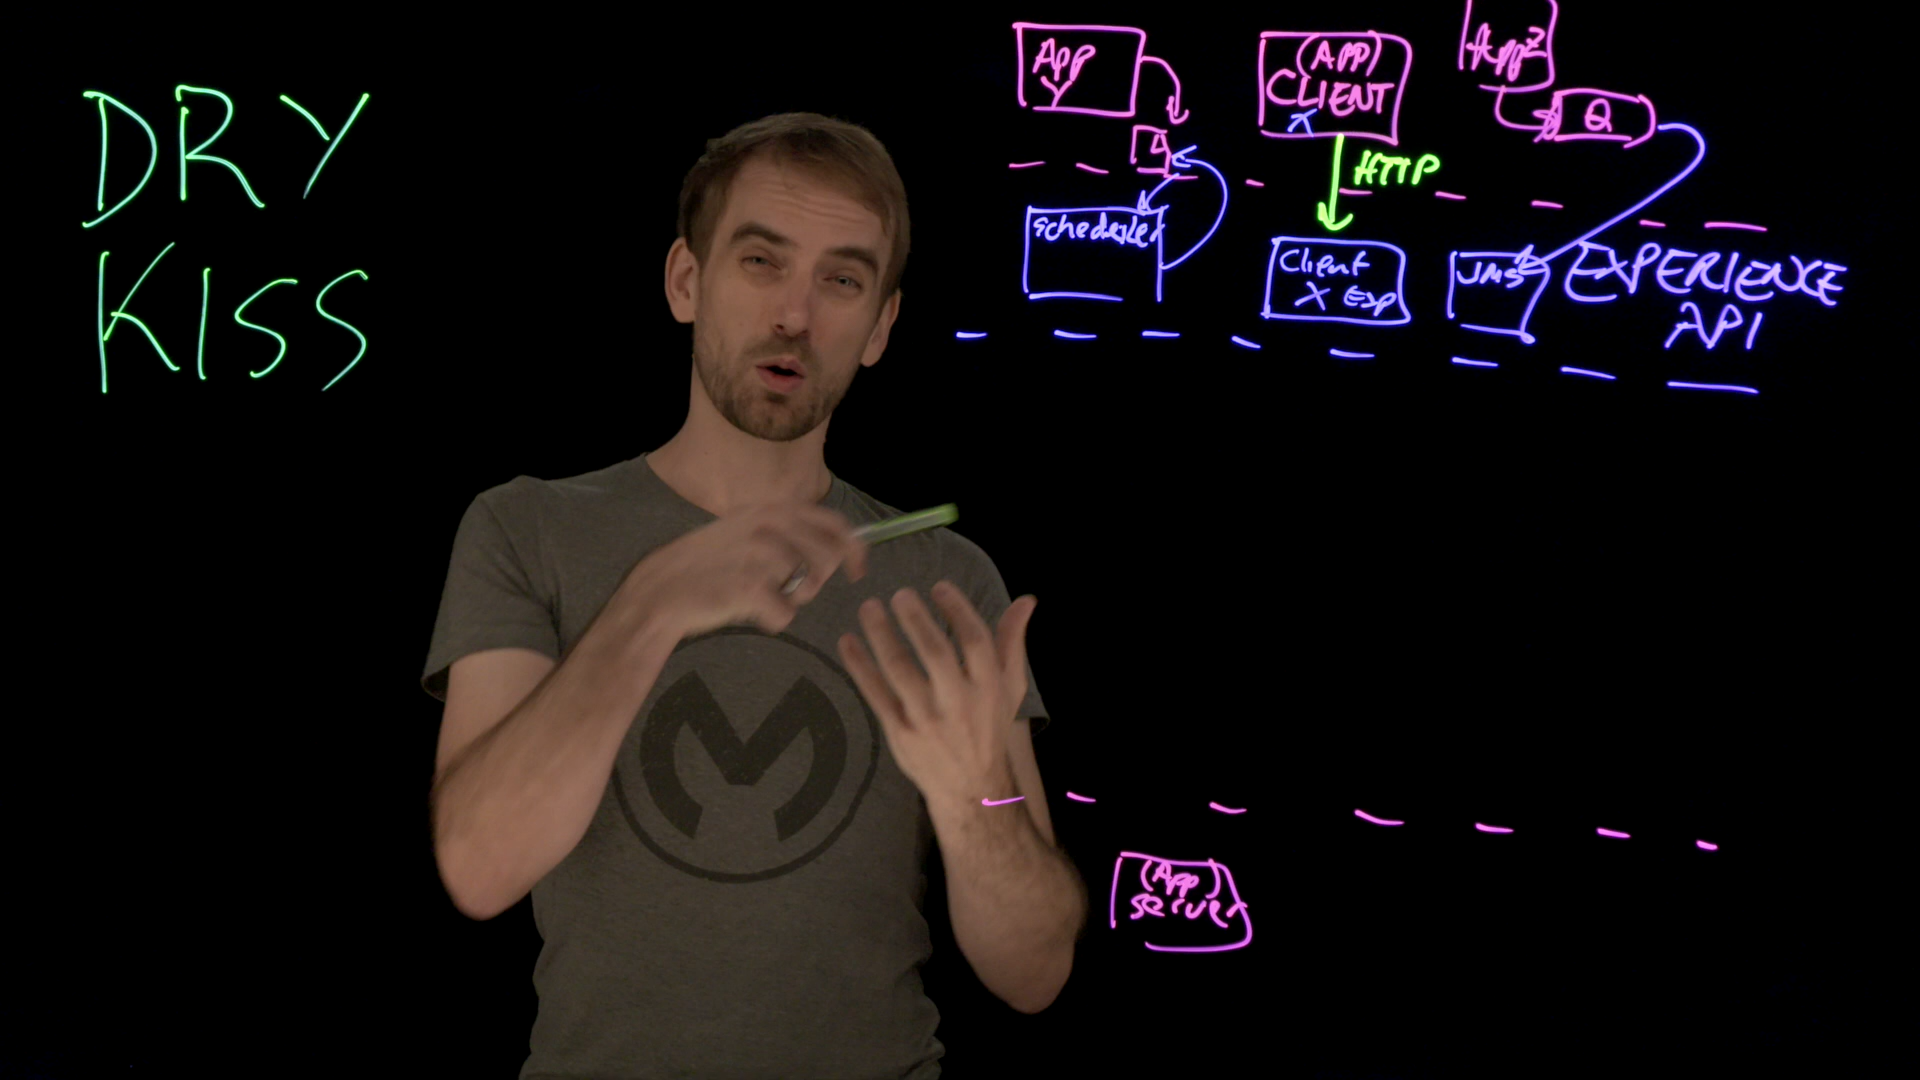 DRY
KISS
App
Y
(APP)
CLIENT
X
App Z
Q
HTTP
Scheduler
Client
X Exp
JMS
EXPERIENCE
API
(App)
server
M